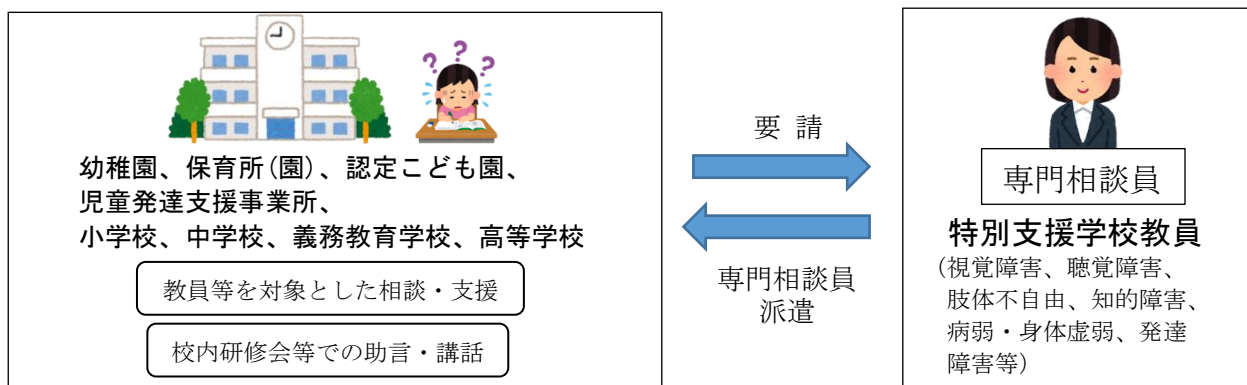 幼稚園、保育所(園)、認定こども園、
児童発達支援事業所、
小学校、中学校、義務教育学校、高等学校
教員等を対象とした相談・支援
校内研修会等での助言・講話
要 請
専門相談員
派遣
専門相談員
特別支援学校教員
(視覚障害、聴覚障害、
肢体不自由、知的障害、
病弱・身体虚弱、発達
障害等)